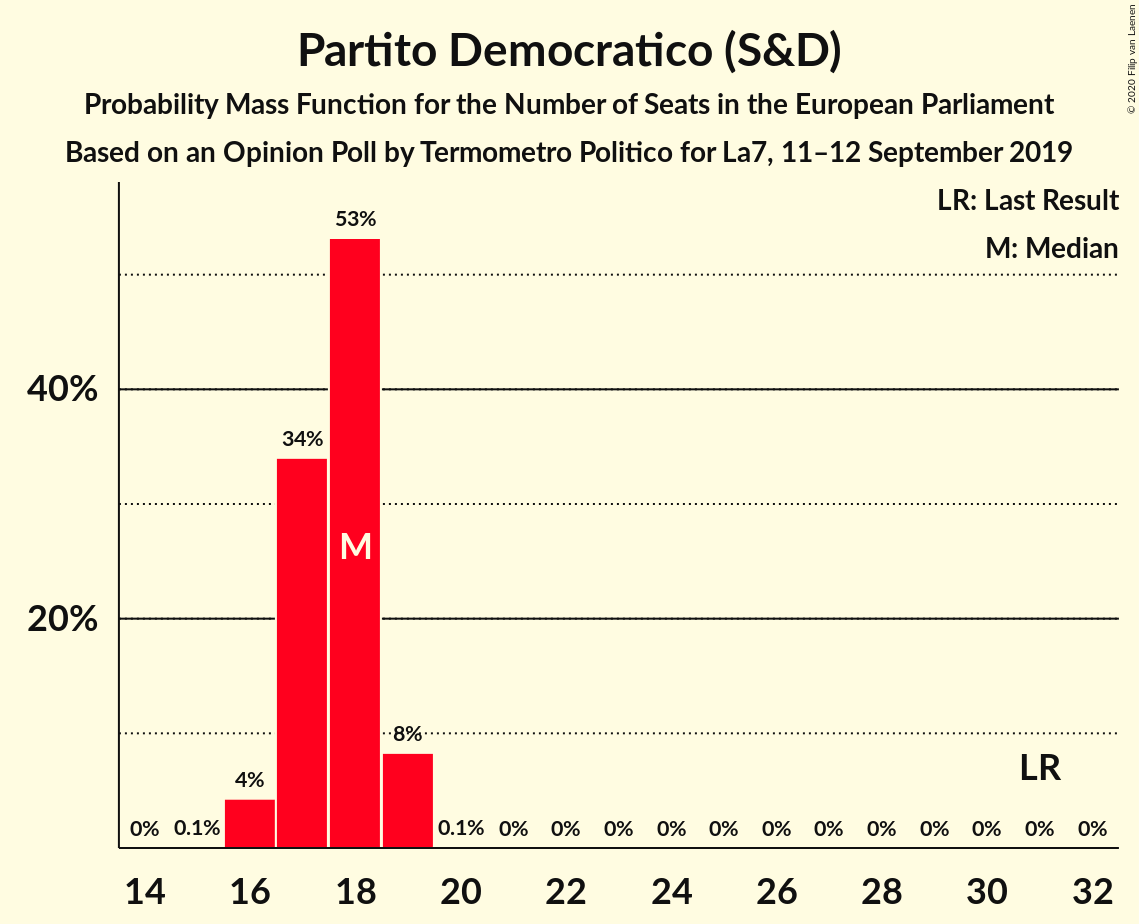 Partito Democratico (S&D)
Probability Mass Function for the Number of Seats in the European Parliament
Based on an Opinion Poll by Termometro Politico for La7, 11–12 September 2019
© 2020 Filip van Laenen
LR: Last Result
M: Median
53%
40%
34%
M
20%
8%
LR
4%
0% 0.1% 0.1% 0% 0% 0% 0% 0% 0% 0% 0% 0% 0% 0% 0%
14 16 18 20 22 24 26 28 30 32